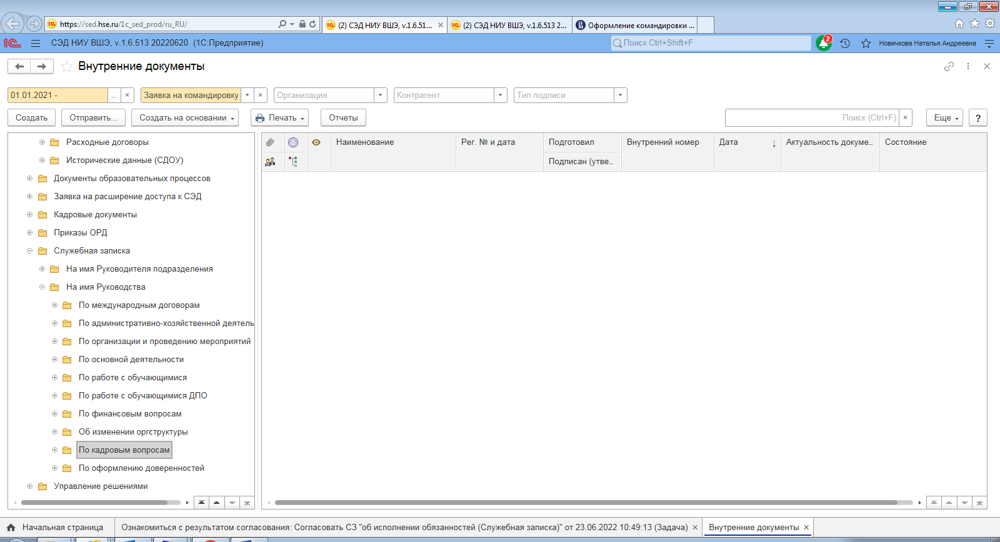 https://sed.hse.ru/1c_sed_prod/ru_RU/
(2) СЭД НИУ ВШЭ, v.1.6.51...
(2) СЭД НИУ ВШЭ, v.1.6.513 2...
Оформление командировки ...
СЭД НИУ ВШЭ, v.1.6.513 20220620 (1С:Предприятие)
Поиск Ctrl+Shift+F
2
Новичкова Наталья Андреевна
Внутренние документы
01.01.2021 -
Заявка на командировку
Организация
Контрагент
Тип подписи
Создать
Отправить...
Создать на основании
Печать
Отчеты
Поиск (Ctrl+F)
Еще
?
Расходные договоры
Исторические данные (СДОУ)
Документы образовательных процессов
Заявка на расширение доступа к СЭД
Кадровые документы
Приказы ОРД
Служебная записка
На имя Руководителя подразделения
На имя Руководства
По международным договорам
По административно-хозяйственной деятель
По организации и проведению мероприятий
По основной деятельности
По работе с обучающимися
По работе с обучающимися ДПО
По финансовым вопросам
Об изменении оргструктуры
По кадровым вопросам
По оформлению доверенностей
Управление решениями
Наименование
Рег. № и дата
Подготовил
Подписан (утве...
Внутренний номер
Дата
Актуальность докуме...
Состояние
Начальная страница
Ознакомиться с результатом согласования: Согласовать СЗ "об исполнении обязанностей (Служебная записка)" от 23.06.2022 10:49:13 (Задача)
Внутренние документы